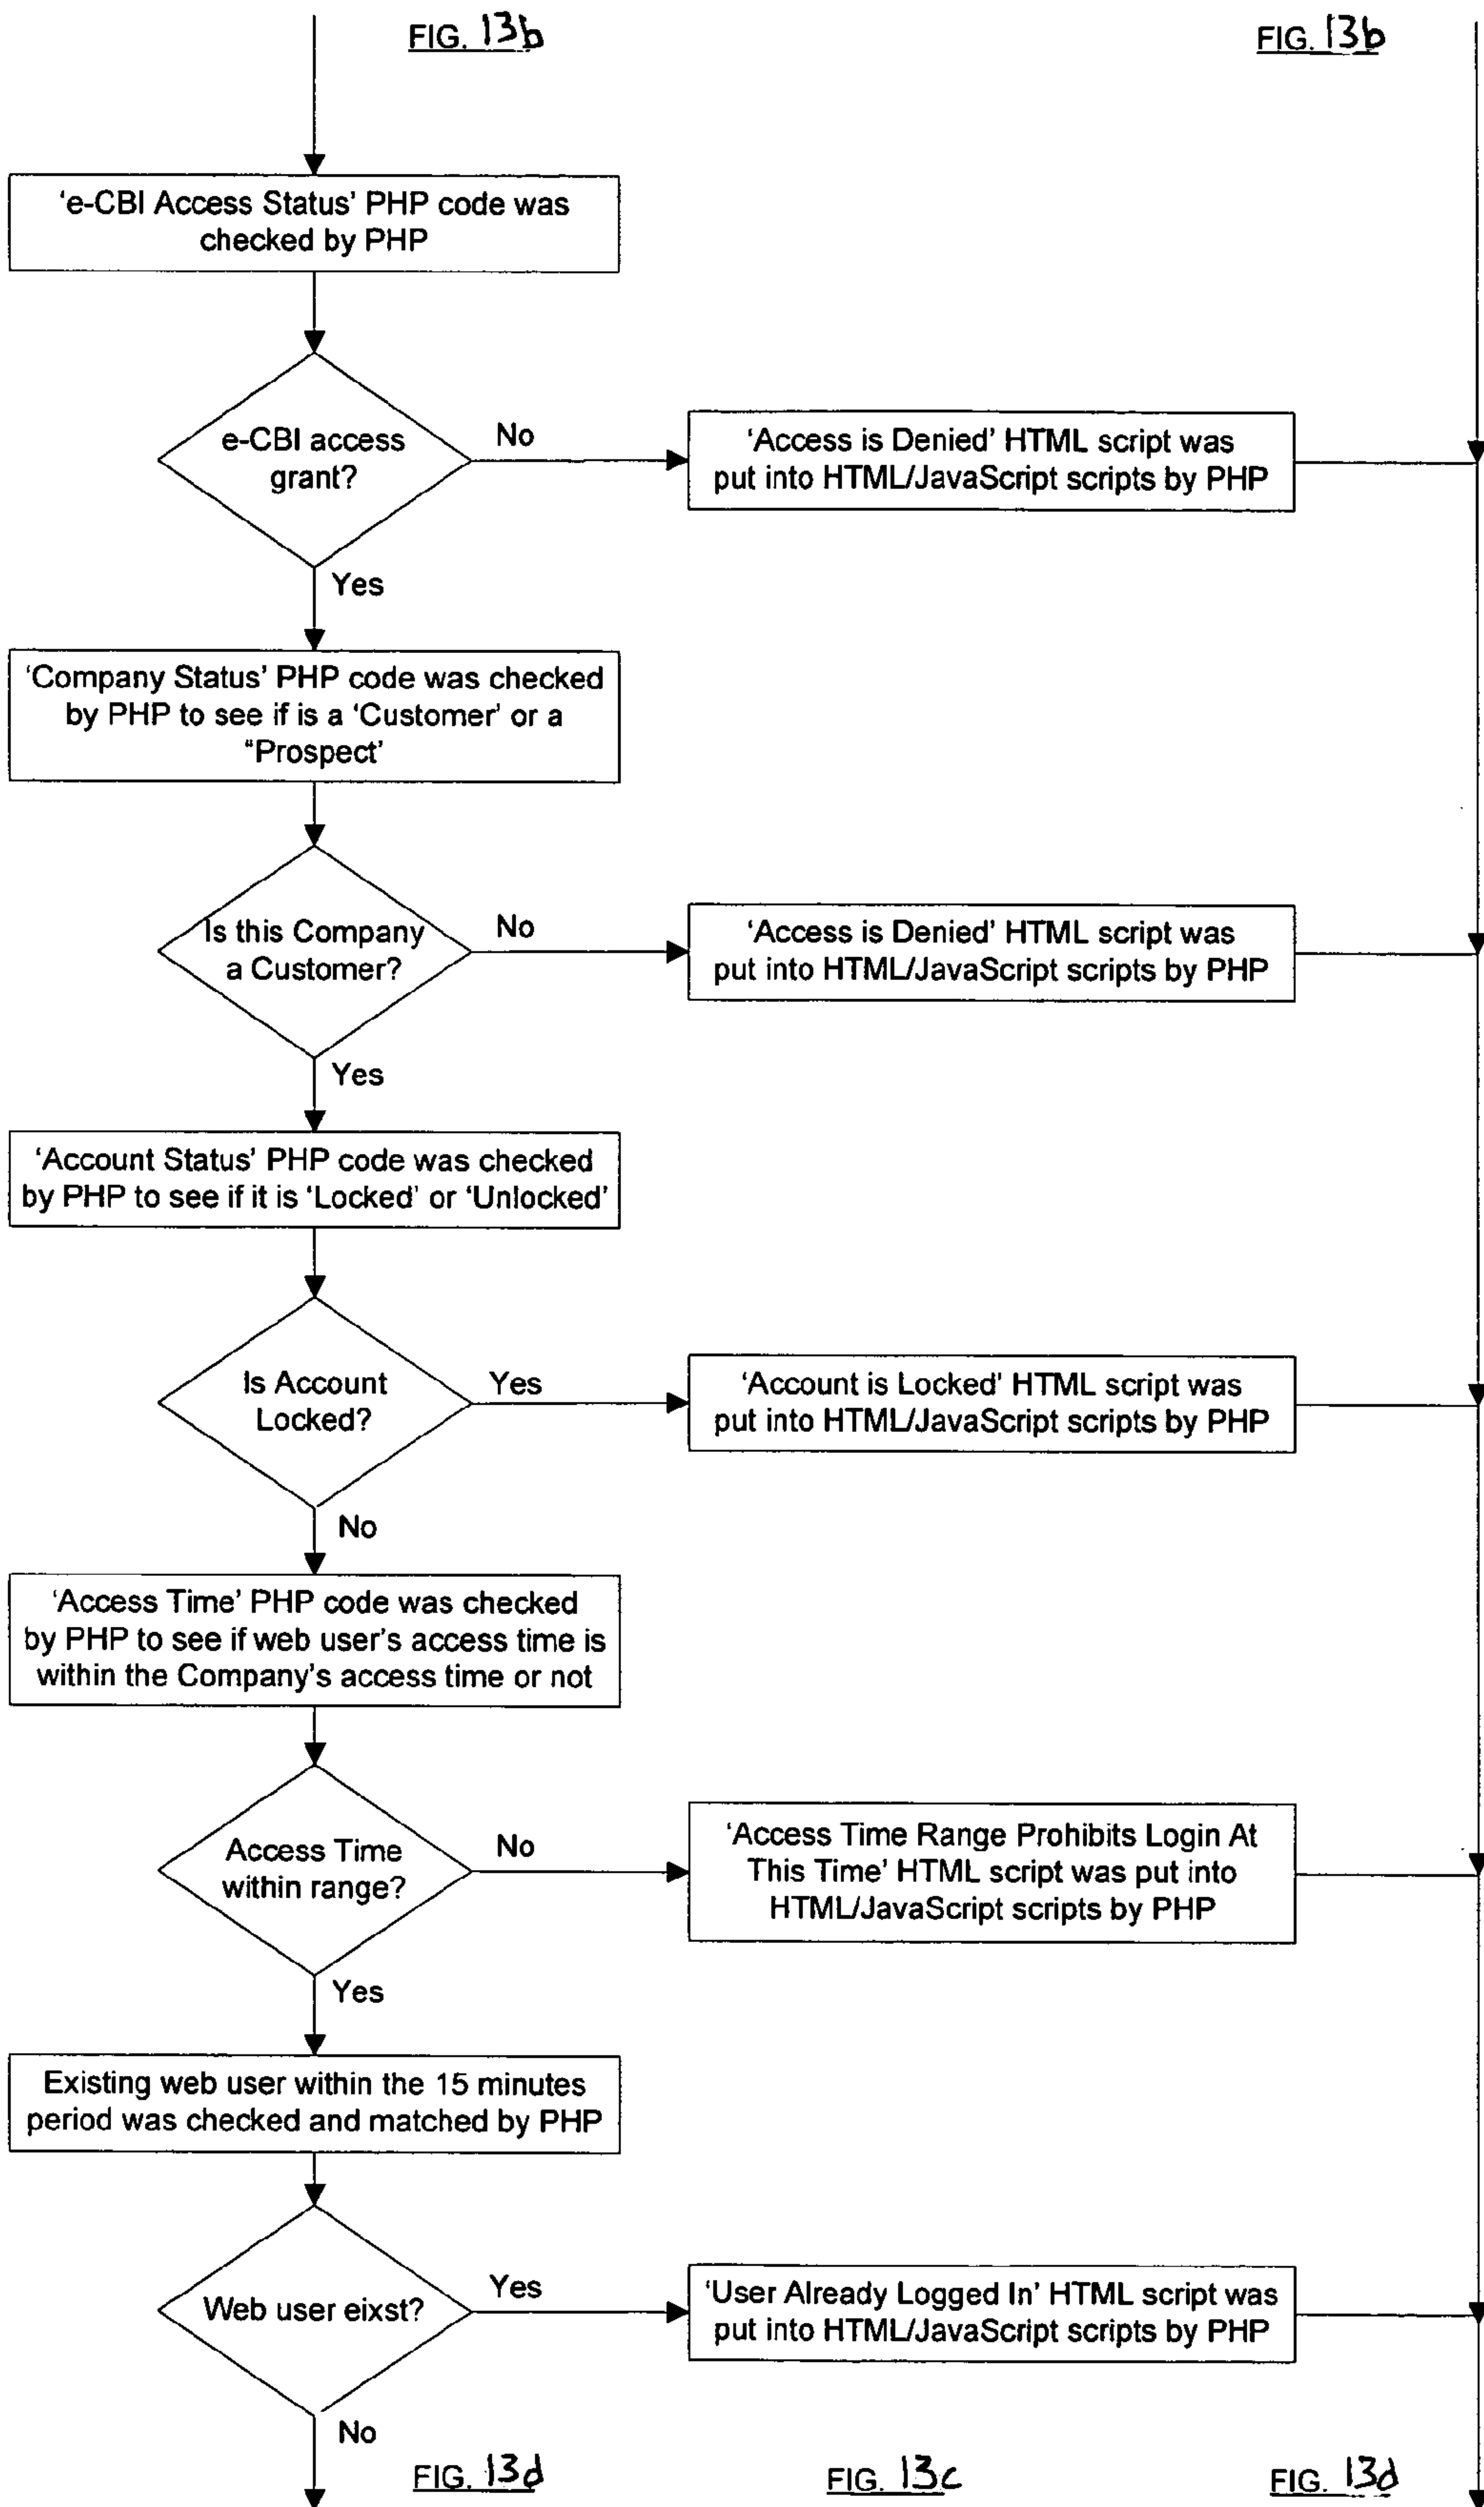 FIG. 13b
FIG. 13b
‘e-CBI Access Status’ PHP code was
checked by PHP
e-CBI access
grant?
No
‘Access is Denied’ HTML script was
put into HTML/JavaScript scripts by PHP
Yes
‘Company Status’ PHP code was checked
by PHP to see if is a ‘Customer’ or a
“Prospect’
Is this Company
a Customer?
No
‘Access is Denied’ HTML script was
put into HTML/JavaScript scripts by PHP
Yes
‘Account Status’ PHP code was checked
by PHP to see if it is ‘Locked’ or ‘Unlocked’
Is Account
Locked?
Yes
‘Account is Locked’ HTML script was
put into HTML/JavaScript scripts by PHP
No
‘Access Time’ PHP code was checked
by PHP to see if web user’s access time is
within the Company’s access time or not
Access Time
within range?
No
‘Access Time Range Prohibits Login At
This Time’ HTML script was put into
HTML/JavaScript scripts by PHP
Yes
Existing web user within the 15 minutes
period was checked and matched by PHP
Web user eixst?
Yes
‘User Already Logged In’ HTML script was
put into HTML/JavaScript scripts by PHP
No
FIG. 13d
FIG. 13c
FIG. 13d